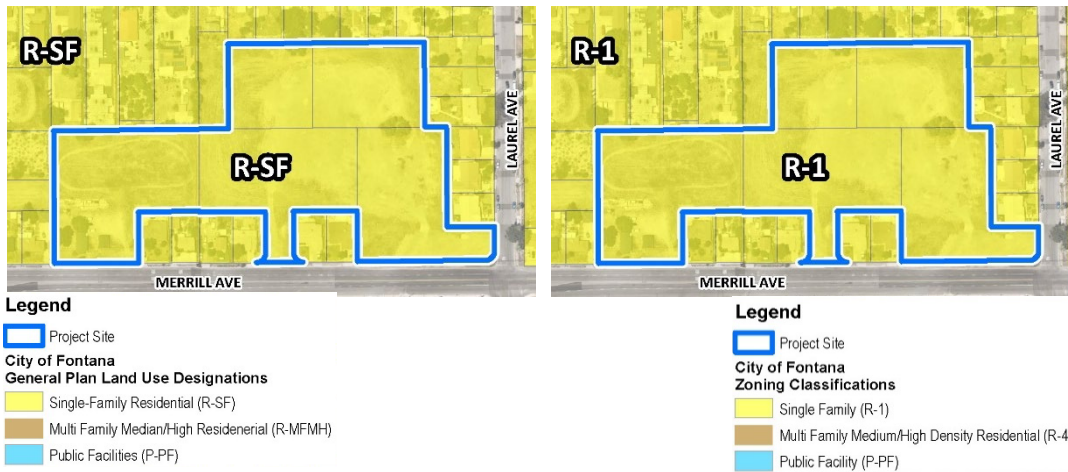 R-SF
R-SF
LAUREL AVE
MERRILL AVE
Legend
Project Site
City of Fontana
General Plan Land Use Designations
Single-Family Residential (R-SF)
Multi Family Median/High Residenerial (R-MFMH)
Public Facilities (P-PF)
R-1
R-1
LAUREL AVE
MERRILL AVE
Legend
Project Site
City of Fontana
Zoning Classifications
Single Family (R-1)
Multi Family Medium/High Density Residential (R-4
Public Facility (P-PF)